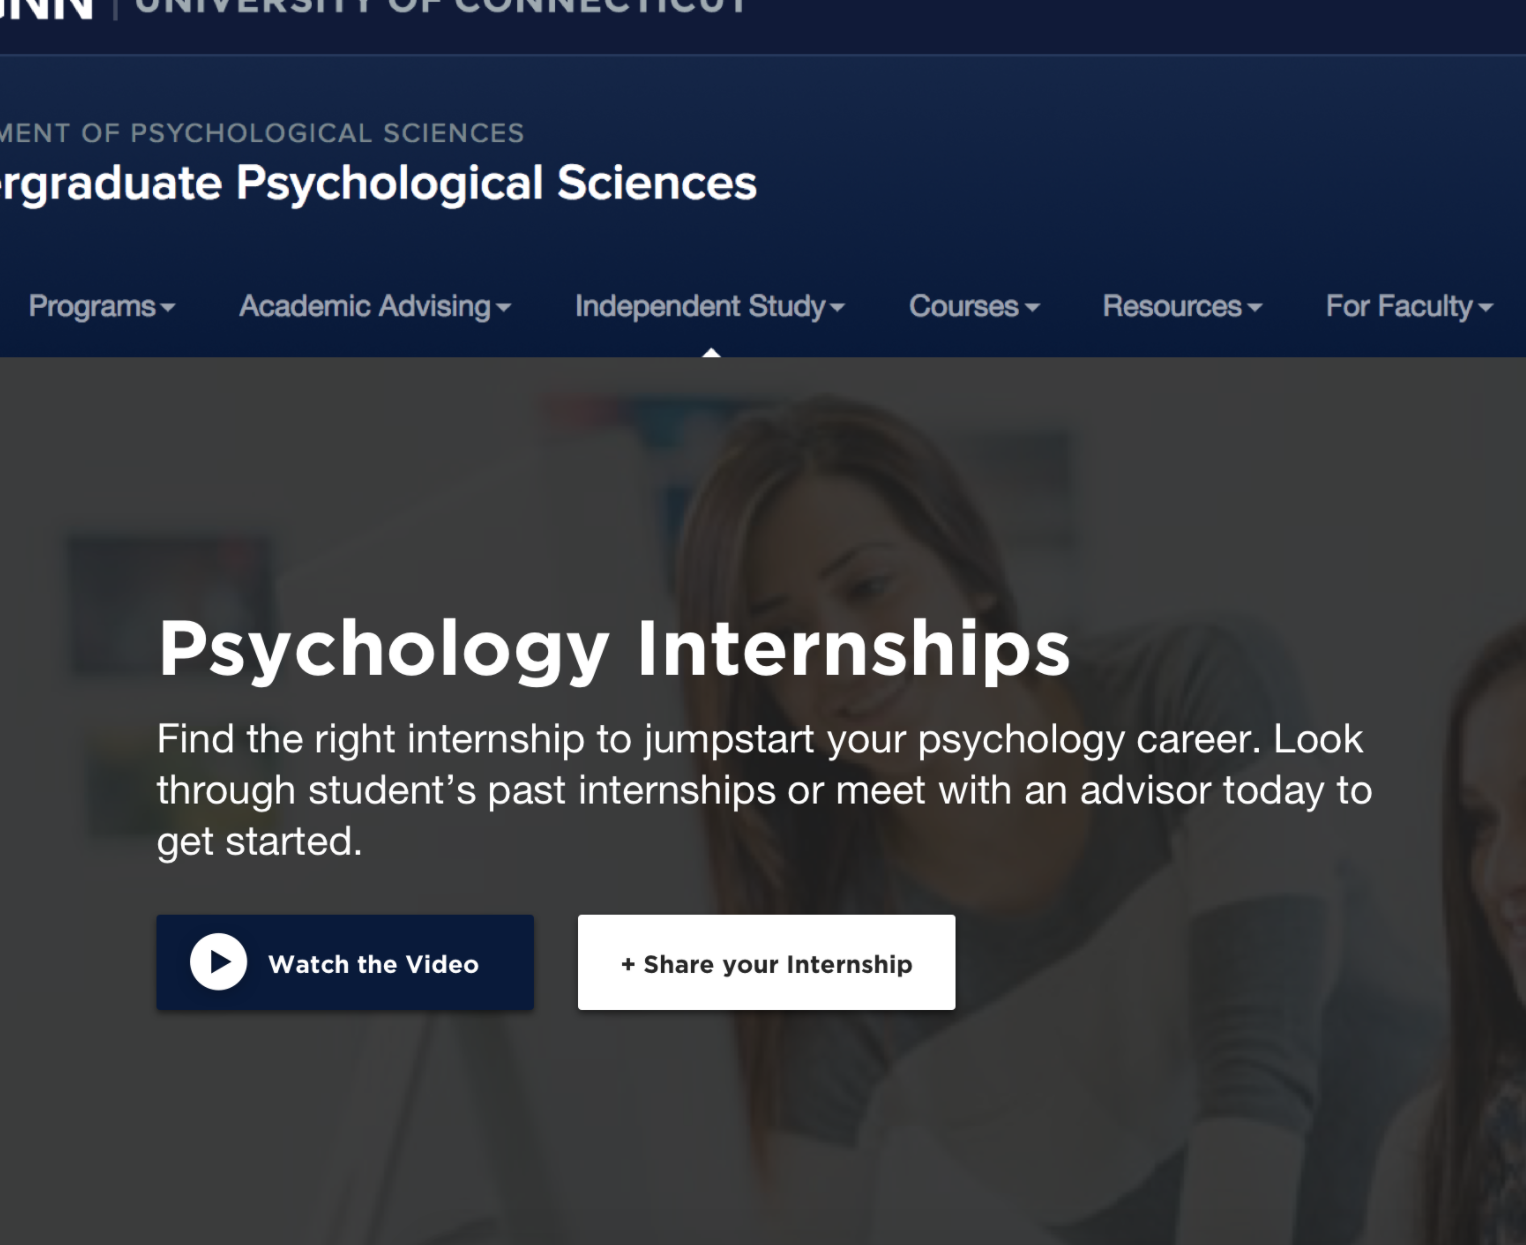 UNIVERSITY OF CONNECTICUT
MENT OF PSYCHOLOGICAL SCIENCES
rgraduate Psychological Sciences
Programs Academic Advising Independent Study Courses Resources For Faculty
Psychology Internships
Find the right internship to jumpstart your psychology career. Look
through student’s past internships or meet with an advisor today to
get started.
Watch the Video + Share your Internship